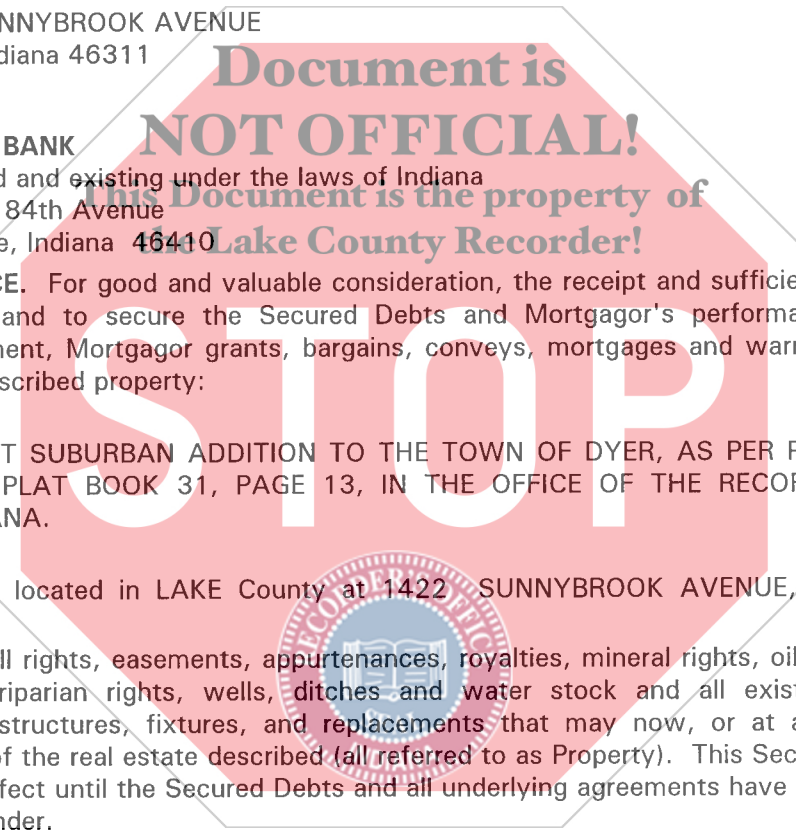 NNYBROOK AVENUE
diana 46311
Document is
NOT OFFICIAL!
BANK
d and existing under the laws of Indiana
This Document is the property of
84th Avenue
e, Indiana 46410
the Lake County Recorder!
CE. For good and valuable consideration, the receipt and sufficie
and to secure the Secured Debts and Mortgagor's performa
ment, Mortgagor grants, bargains, conveys, mortgages and warr
scribed property:
STOP
T SUBURBAN ADDITION TO THE TOWN OF DYER, AS PER
PLAT BOOK 31, PAGE 13, IN THE OFFICE OF THE RECOR
ANA.
located in LAKE County at 1422 SUNNYBROOK AVENUE,
RECORDER'S OFFICE
ll rights, easements, appurtenances, royalties, mineral rights, oil
riparian rights, wells, ditches and water stock and all exist
structures, fixtures, and replacements that may now, or at a
of the real estate described (all referred to as Property). This Sec
INDIANA
ffect until the Secured Debts and all underlying agreements have
nder.